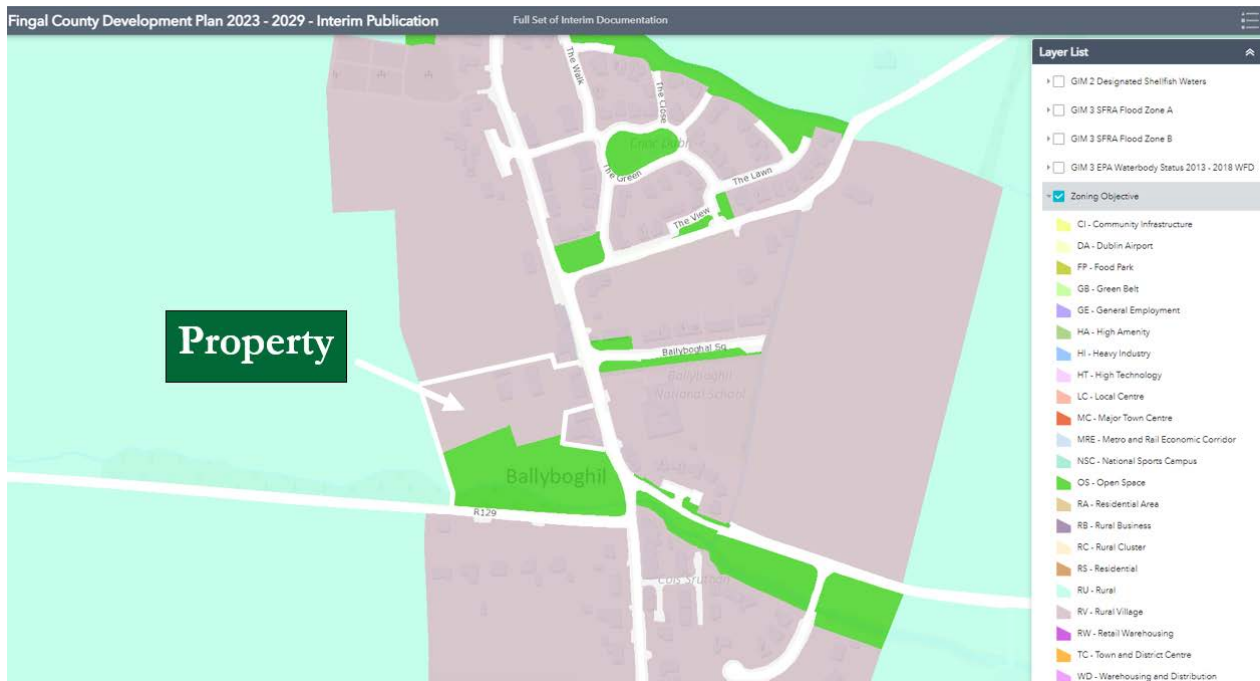 Fingal County Development Plan 2023 - 2029 - Interim Publication
Full Set of Interim Documentation
The Walk
The Close
The Green
The Lawn
The View
Property
Ballyboghal Sq
Ballyboghil
National School
Ballyboghil
R129
Cois Sruthán
Layer List
GIM 2 Designated Shellfish Waters
GIM 3 SFRA Flood Zone A
GIM 3 SFRA Flood Zone B
GIM 3 EPA Waterbody Status 2013 - 2018 WFD
Zoning Objective
CI - Community Infrastructure
DA - Dublin Airport
FP - Food Park
GB - Green Belt
GE - General Employment
HA - High Amenity
HI - Heavy Industry
HT - High Technology
LC - Local Centre
MC - Major Town Centre
MRE - Metro and Rail Economic Corridor
NSC - National Sports Campus
OS - Open Space
RA - Residential Area
RB - Rural Business
RC - Rural Cluster
RS - Residential
RU - Rural
RV - Rural Village
RW - Retail Warehousing
TC - Town and District Centre
WD - Warehousing and Distribution